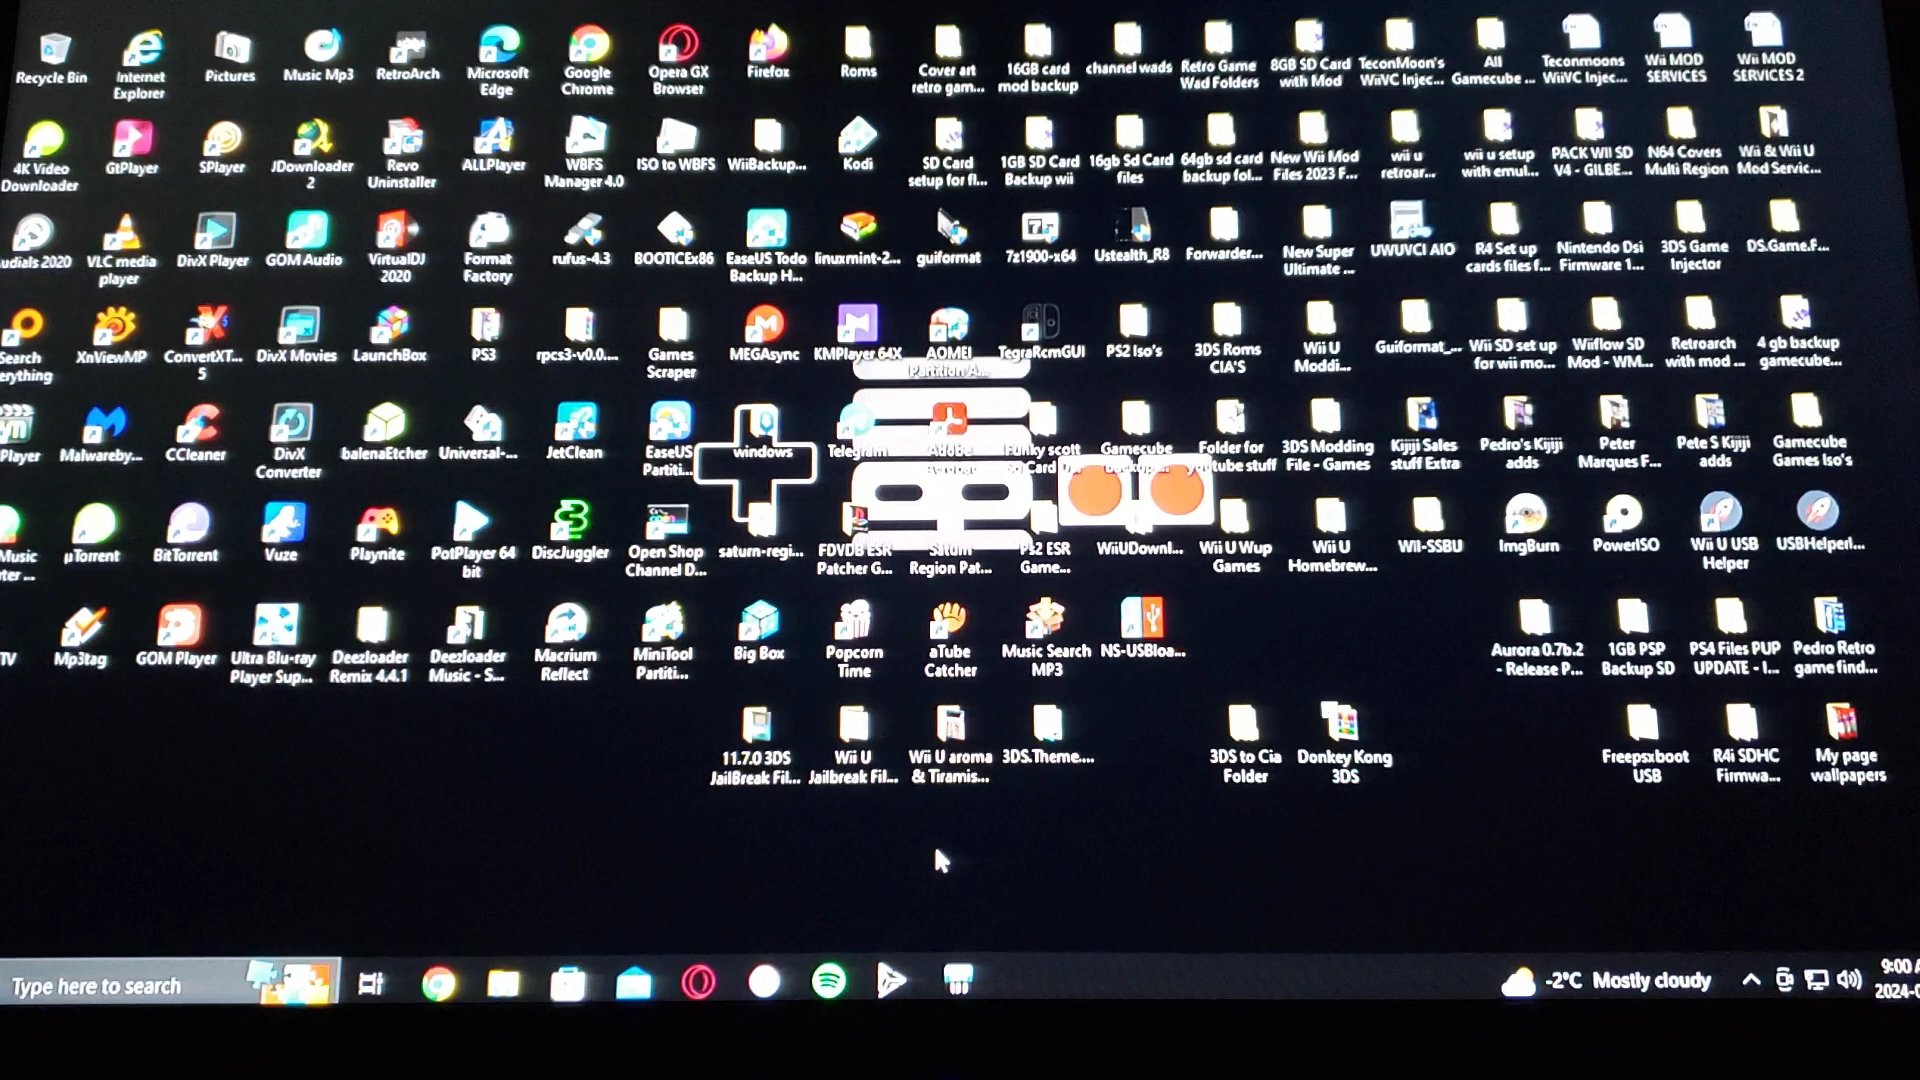 Recycle Bin
Internet
Explorer
Pictures
Music Mp3
RetroArch
Microsoft
Edge
Google
Chrome
Opera GX
Browser
Firefox
Roms
Cover art
retro gam...
16GB card
mod backup
channel wads
Retro Game
Wad Folders
8GB SD Card
with Mod
TeconMoon's
WiiVC Injec...
All
Gamecube ...
Teconmoons
WiiVC Injec...
Wii MOD
SERVICES
Wii MOD
SERVICES 2
4K Video
Downloader
GtPlayer
SPlayer
JDownloader
2
Revo
Uninstaller
ALLPlayer
WBFS
Manager 4.0
ISO to WBFS
WiiBackup...
Kodi
SD Card
setup for fl...
1GB SD Card
Backup wii
16gb Sd Card
files
64gb sd card
backup fol...
New Wii Mod
Files 2023 F...
wii u
retroar...
wii u setup
with emul...
PACK WII SD
V4 - GILBE...
N64 Covers
Multi Region
Wii & Wii U
Mod Servic...
udials 2020
VLC media
player
DivX Player
GOM Audio
VirtualDJ
2020
Format
Factory
rufus-4.3
BOOTICEx86
EaseUS Todo
Backup H...
linuxmint-2...
guiformat
7z1900-x64
Ustealth_R8
Forwarder...
New Super
Ultimate ...
UWUVCI AIO
R4 Set up
cards files f...
Nintendo Dsi
Firmware 1...
3DS Game
Injector
DS.Game.F...
Search
erything
XnViewMP
ConvertXT...
5
DivX Movies
LaunchBox
PS3
rpcs3-v0.0....
Games
Scraper
MEGAsync
KMPlayer 64X
AOMEI
Partition A...
TegraRcmGUI
PS2 Iso's
3DS Roms
CIA'S
Wii U
Moddi...
Guiformat_...
Wii SD set up
for wii mo...
Wiiflow SD
Mod - WM...
Retroarch
with mod ...
4 gb backup
gamecube...
Player
Malwareby...
CCleaner
DivX
Converter
balenaEtcher
Universal-...
JetClean
EaseUS
Partiti...
windows
Telegram
Adobe
Acrobat
Funky scott
Sd Card
Gamecube
backup...
Folder for
youtube stuff
3DS Modding
File - Games
Kijiji Sales
stuff Extra
Pedro's Kijiji
adds
Peter
Marques F...
Pete S Kijiji
adds
Gamecube
Games Iso's
Music
ter ...
µTorrent
BitTorrent
Vuze
Playnite
PotPlayer 64
bit
DiscJuggler
Open Shop
Channel D...
saturn-regi...
FDVDB ESR
Patcher G...
Saturn
Region Pat...
Ps2 ESR
Game...
WiiUDownl...
Wii U Wup
Games
Wii U
Homebrew...
WII-SSBU
ImgBurn
PowerISO
Wii U USB
Helper
USBHelperI...
TV
Mp3tag
GOM Player
Ultra Blu-ray
Player Sup...
Deezloader
Remix 4.4.1
Deezloader
Music - S...
Macrium
Reflect
MiniTool
Partiti...
Big Box
Popcorn
Time
aTube
Catcher
Music Search
MP3
NS-USBloa...
Aurora 0.7b.2
- Release P...
1GB PSP
Backup SD
PS4 Files PUP
UPDATE - I...
Pedro Retro
game find...
11.7.0 3DS
JailBreak Fil...
Wii U
Jailbreak Fil...
Wii U aroma
& Tiramis...
3DS.Theme....
3DS to Cia
Folder
Donkey Kong
3DS
Freepsxboot
USB
R4i SDHC
Firmwa...
My page
wallpapers
Type here to search
-2°C Mostly cloudy
9:00 A
2024-0